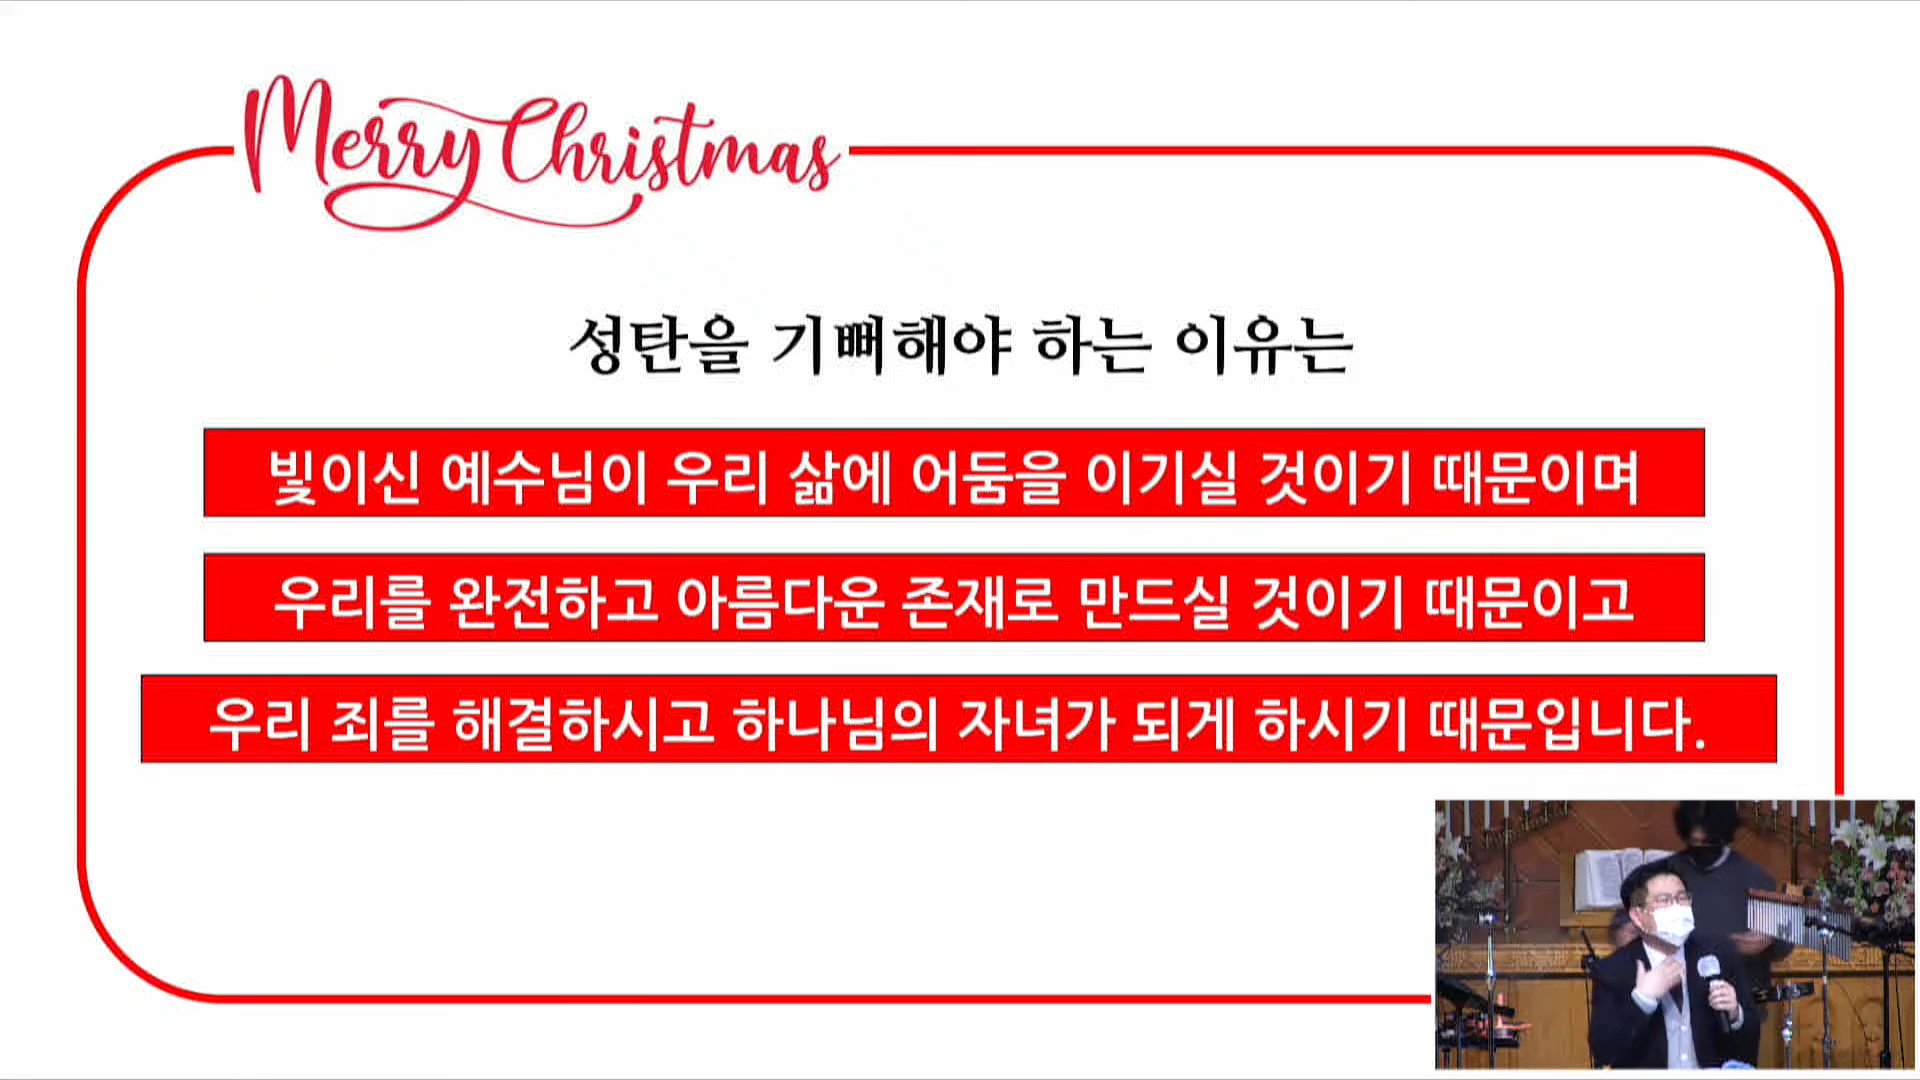 Merry Christmas
성탄을 기뻐해야 하는 이유는
빛이신 예수님이 우리 삶에 어둠을 이기실 것이기 때문이며
우리를 완전하고 아름다운 존재로 만드실 것이기 때문이고
우리 죄를 해결하시고 하나님의 자녀가 되게 하시기 때문입니다.